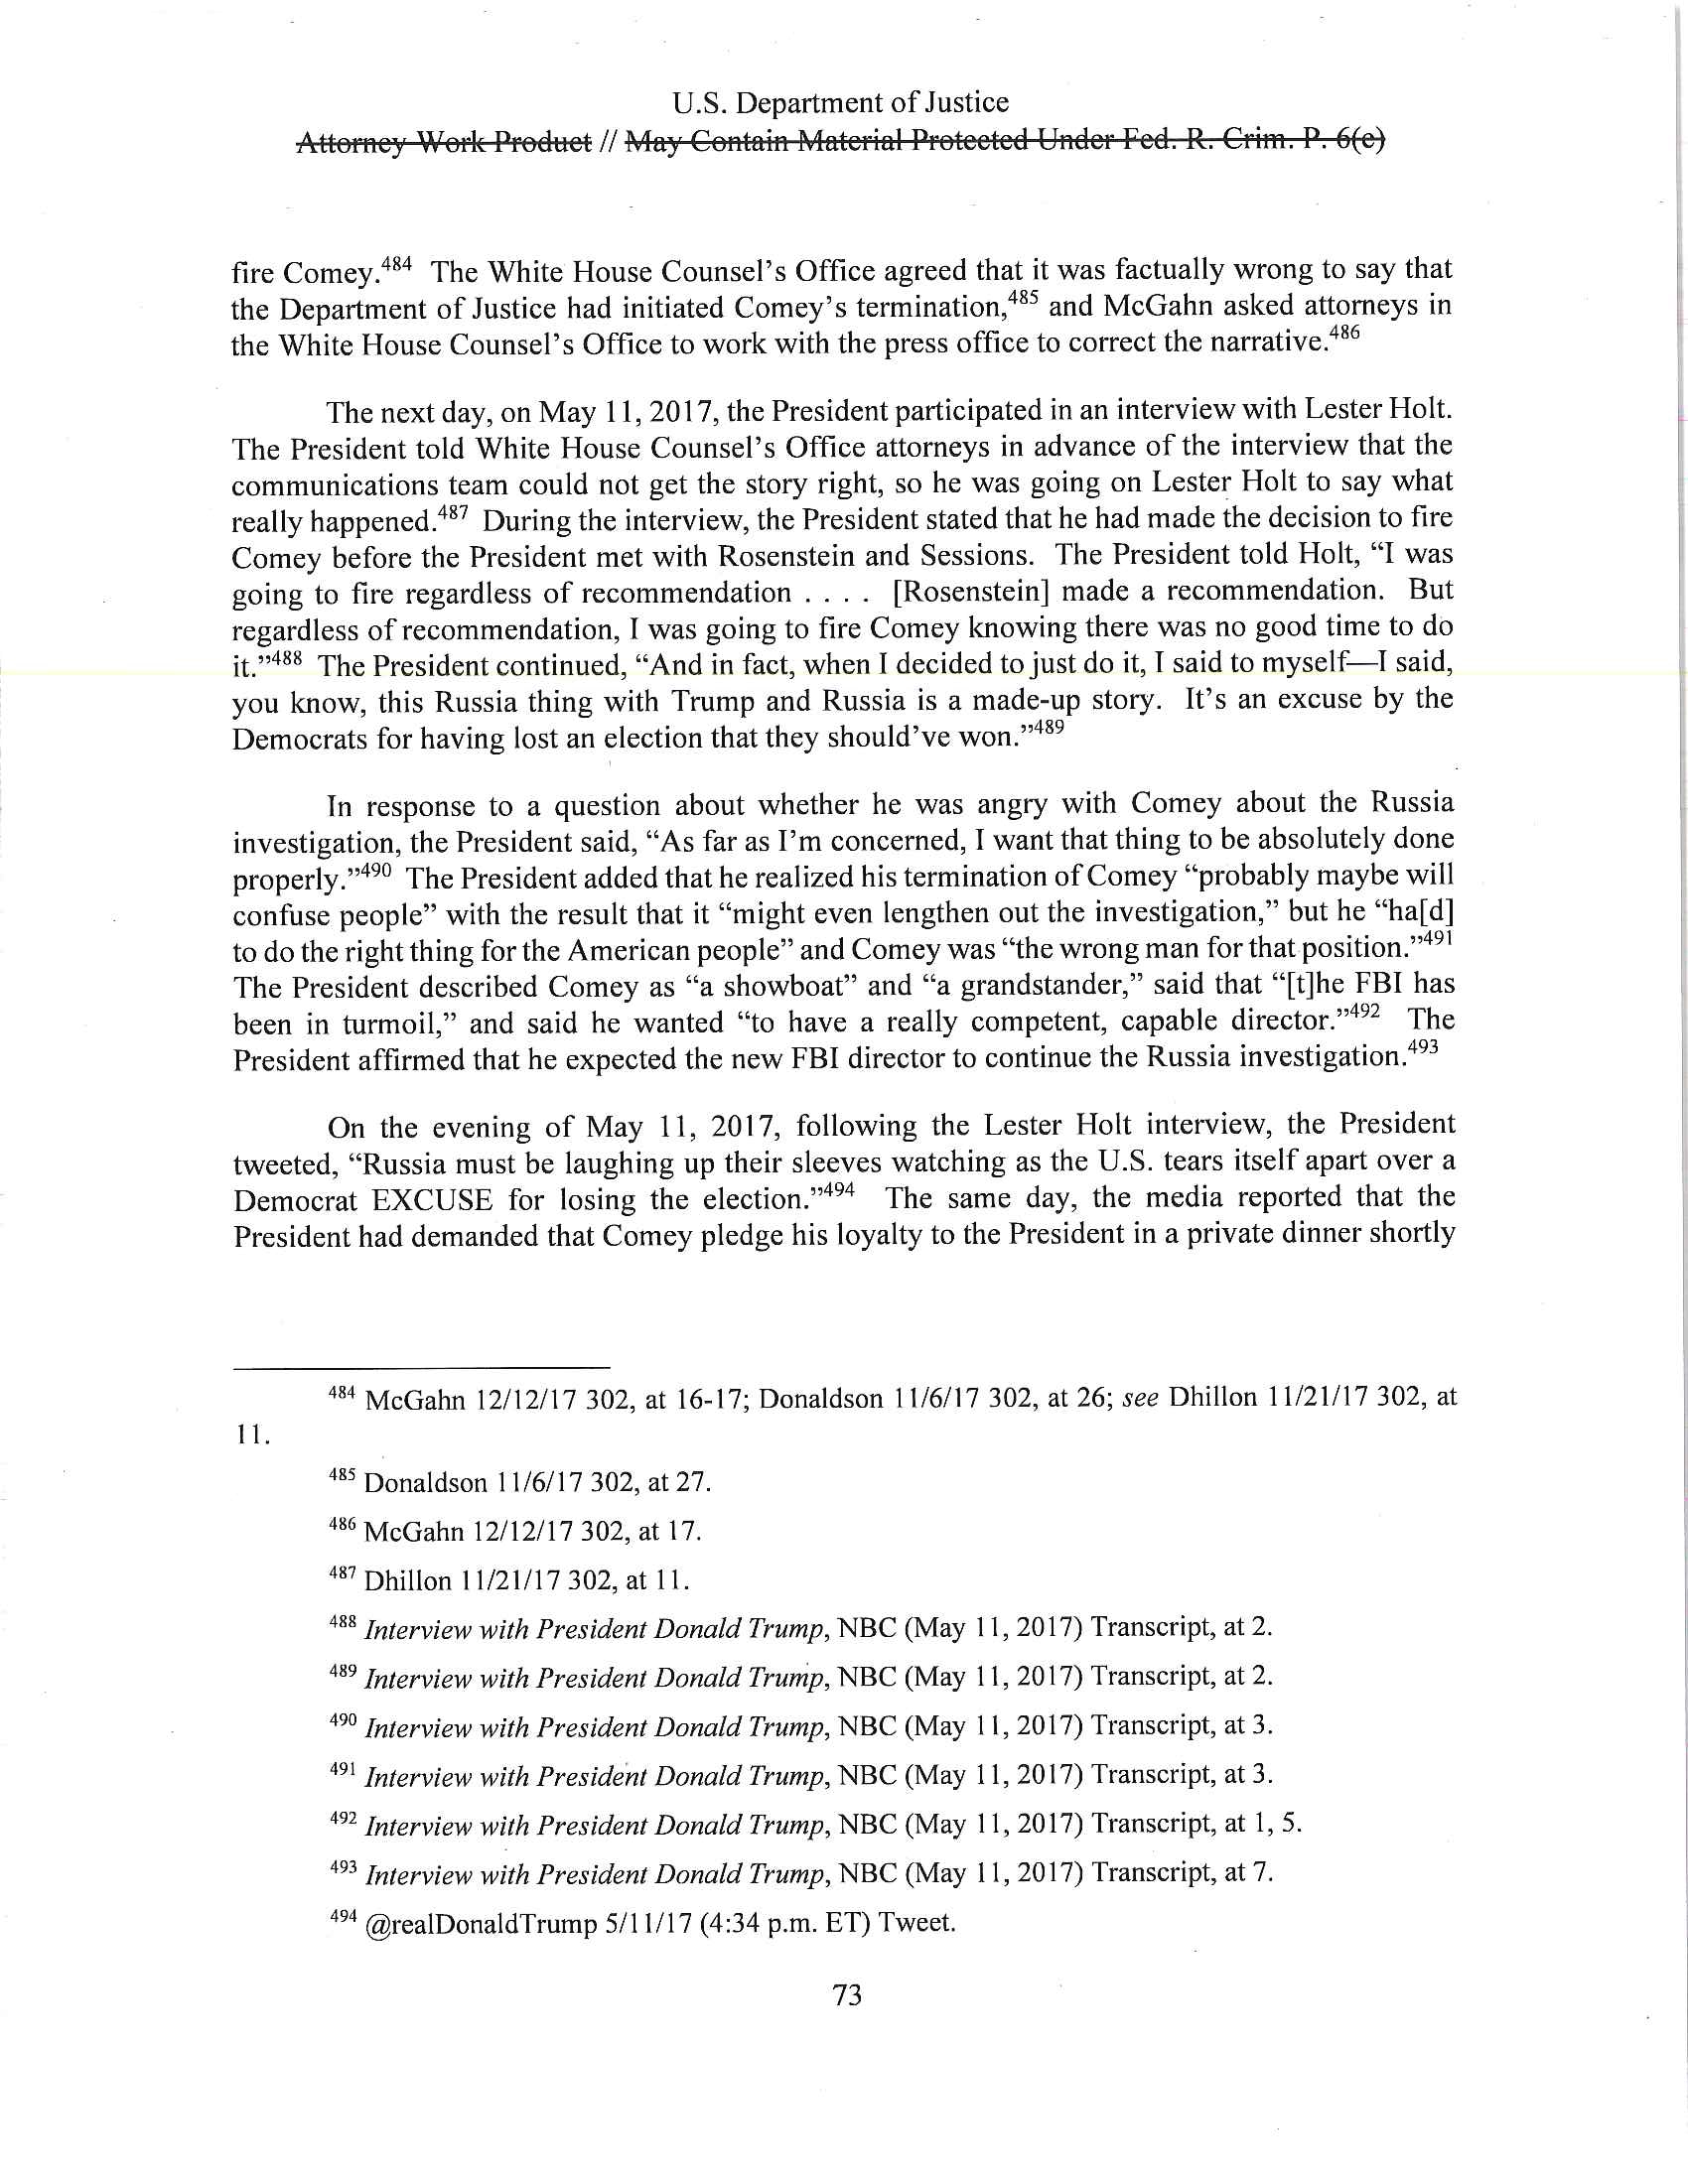 U.S. Department of Justice
Attorney Work Product // May Contain Material Protected Under Fed. R. Crim. P. 6(e)
fire Comey.484 The White House Counsel's Office agreed that it was factually wrong to say that
the Department of Justice had initiated Comey's termination,485 and McGahn asked attorneys in
the White House Counsel's Office to work with the press office to correct the narrative.486
The next day, on May 11, 2017, the President participated in an interview with Lester Holt.
The President told White House Counsel's Office attorneys in advance of the interview that the
communications team could not get the story right, so he was going on Lester Holt to say what
really happened.487 During the interview, the President stated that he had made the decision to fire
Comey before the President met with Rosenstein and Sessions. The President told Holt, “I was
going to fire regardless of recommendation . . . . [Rosenstein] made a recommendation. But
regardless of recommendation, I was going to fire Comey knowing there was no good time to do
it.”488 The President continued, “And in fact, when I decided to just do it, I said to myself—I said,
you know, this Russia thing with Trump and Russia is a made-up story. It's an excuse by the
Democrats for having lost an election that they should've won.”489
In response to a question about whether he was angry with Comey about the Russia
investigation, the President said, “As far as I'm concerned, I want that thing to be absolutely done
properly.”490 The President added that he realized his termination of Comey “probably maybe will
confuse people” with the result that it “might even lengthen out the investigation,” but he “ha[d]
to do the right thing for the American people” and Comey was “the wrong man for that position.”491
The President described Comey as “a showboat” and “a grandstander,” said that “[t]he FBI has
been in turmoil,” and said he wanted “to have a really competent, capable director.”492 The
President affirmed that he expected the new FBI director to continue the Russia investigation.493
On the evening of May 11, 2017, following the Lester Holt interview, the President
tweeted, “Russia must be laughing up their sleeves watching as the U.S. tears itself apart over a
Democrat EXCUSE for losing the election.”494 The same day, the media reported that the
President had demanded that Comey pledge his loyalty to the President in a private dinner shortly
484 McGahn 12/12/17 302, at 16-17; Donaldson 11/6/17 302, at 26; see Dhillon 11/21/17 302, at
11.
485 Donaldson 11/6/17 302, at 27.
486 McGahn 12/12/17 302, at 17.
487 Dhillon 11/21/17 302, at 11.
488 Interview with President Donald Trump, NBC (May 11, 2017) Transcript, at 2.
489 Interview with President Donald Trump, NBC (May 11, 2017) Transcript, at 2.
490 Interview with President Donald Trump, NBC (May 11, 2017) Transcript, at 3.
491 Interview with President Donald Trump, NBC (May 11, 2017) Transcript, at 3.
492 Interview with President Donald Trump, NBC (May 11, 2017) Transcript, at 1, 5.
493 Interview with President Donald Trump, NBC (May 11, 2017) Transcript, at 7.
494 @realDonaldTrump 5/11/17 (4:34 p.m. ET) Tweet.
73